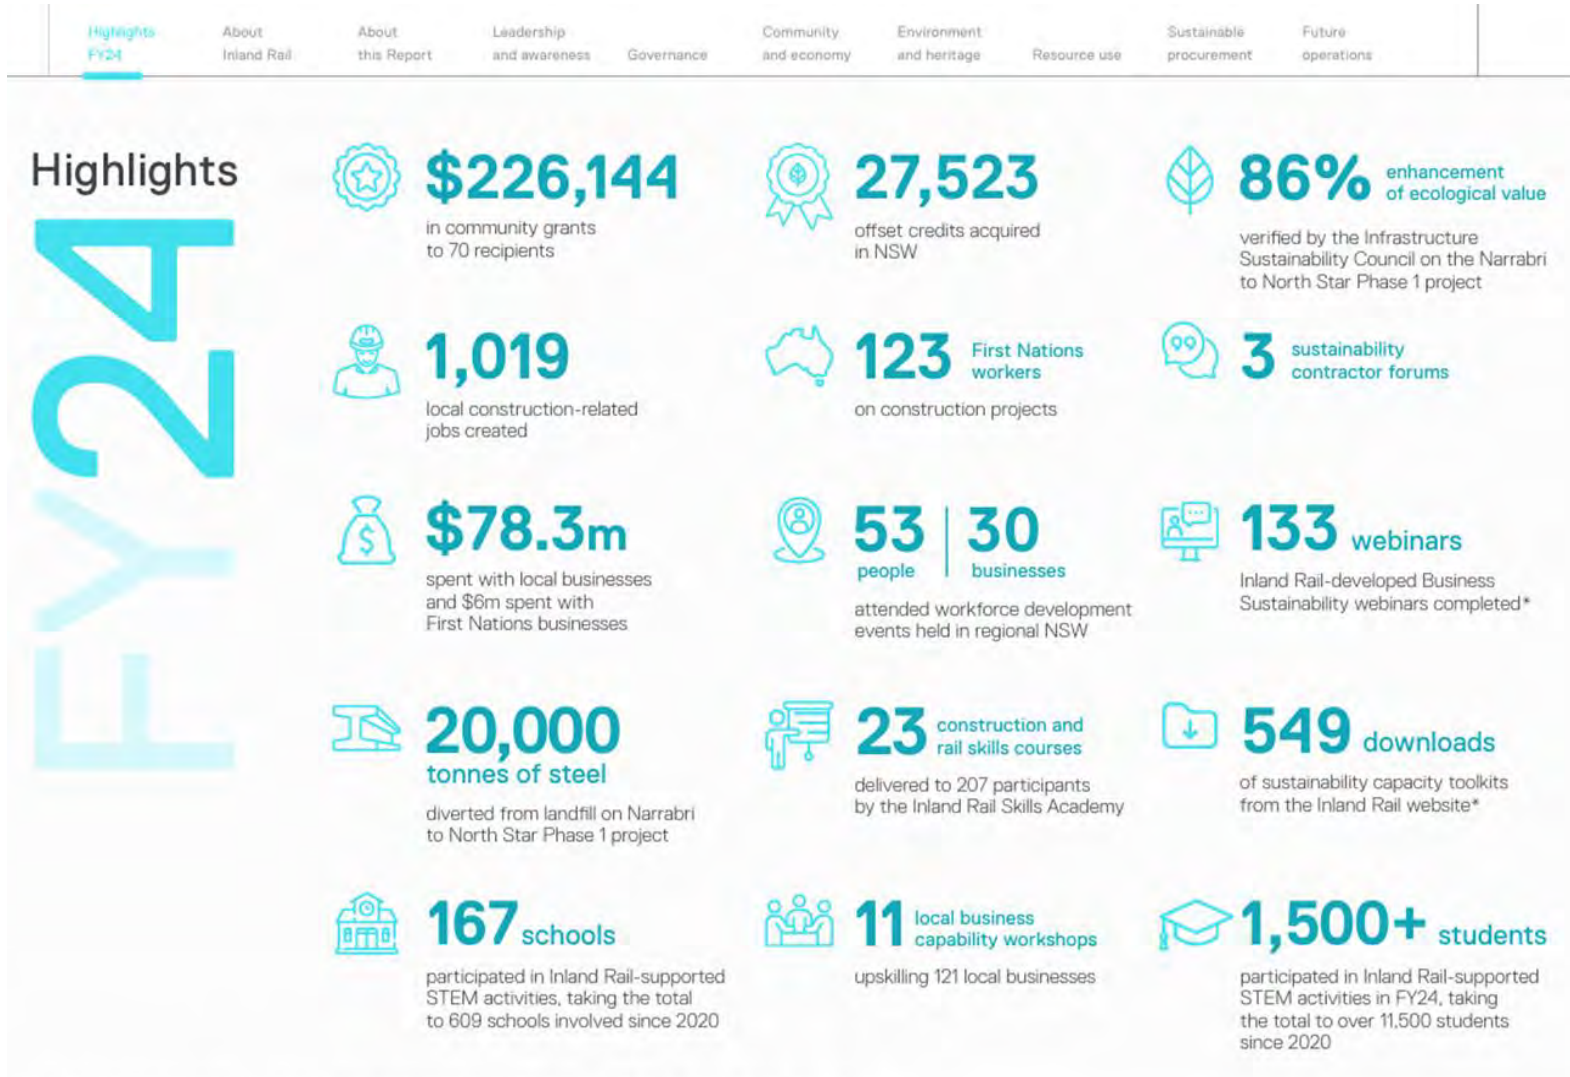 Highlights
FY24
About
Inland Rail
About
this Report
Leadership
and awareness
Governance
Community
and economy
Environment
and heritage
Resource use
Sustainable
procurement
Future
operations
Highlights
FY24
$226,144
in community grants
to 70 recipients
27,523
offset credits acquired
in NSW
86% enhancement
of ecological value
verified by the Infrastructure
Sustainability Council on the Narrabri
to North Star Phase 1 project
1,019
local construction-related
jobs created
123 First Nations
workers
on construction projects
3 sustainability
contractor forums
$78.3m
spent with local businesses
and $6m spent with
First Nations businesses
53 people
30 businesses
attended workforce development
events held in regional NSW
133 webinars
Inland Rail-developed Business
Sustainability webinars completed*
20,000
tonnes of steel
diverted from landfill on Narrabri
to North Star Phase 1 project
23 construction and
rail skills courses
delivered to 207 participants
by the Inland Rail Skills Academy
549 downloads
of sustainability capacity toolkits
from the Inland Rail website*
167 schools
participated in Inland Rail-supported
STEM activities, taking the total
to 609 schools involved since 2020
11 local business
capability workshops
upskilling 121 local businesses
1,500+ students
participated in Inland Rail-supported
STEM activities in FY24, taking
the total to over 11,500 students
since 2020